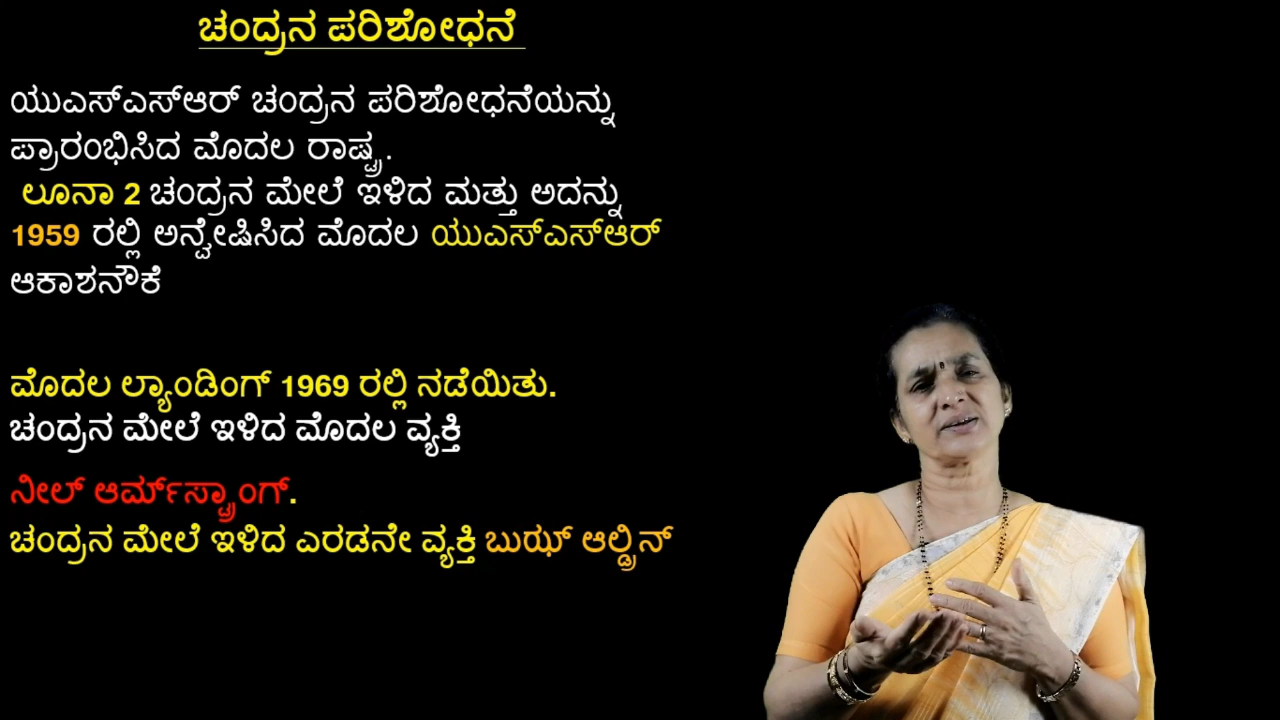 ಚಂದ್ರನ ಪರಿಶೋಧನೆ
ಯುಎಸ್ಎಸ್ಆರ್ ಚಂದ್ರನ ಪರಿಶೋಧನೆಯನ್ನು
ಪ್ರಾರಂಭಿಸಿದ ಮೊದಲ ರಾಷ್ಟ್ರ.
ಲೂನಾ 2 ಚಂದ್ರನ ಮೇಲೆ ಇಳಿದ ಮತ್ತು ಅದನ್ನು
1959 ರಲ್ಲಿ ಅನ್ವೇಷಿಸಿದ ಮೊದಲ ಯುಎಸ್ಎಸ್ಆರ್
ಆಕಾಶನೌಕೆ
ಮೊದಲ ಲ್ಯಾಂಡಿಂಗ್ 1969 ರಲ್ಲಿ ನಡೆಯಿತು.
ಚಂದ್ರನ ಮೇಲೆ ಇಳಿದ ಮೊದಲ ವ್ಯಕ್ತಿ
ನೀಲ್ ಆರ್ಮ್‌ಸ್ಟ್ರಾಂಗ್.
ಚಂದ್ರನ ಮೇಲೆ ಇಳಿದ ಎರಡನೇ ವ್ಯಕ್ತಿ ಬುಝ್ ಆಲ್ಡ್ರಿನ್